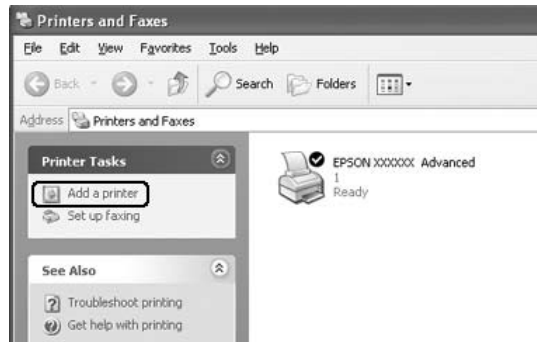 Printers and Faxes
File Edit View Favorites Tools Help
Back Search Folders
Address Printers and Faxes
Printer Tasks
Add a printer
Set up faxing
See Also
Troubleshoot printing
Get help with printing
EPSON XXXXXX Advanced
1
Ready